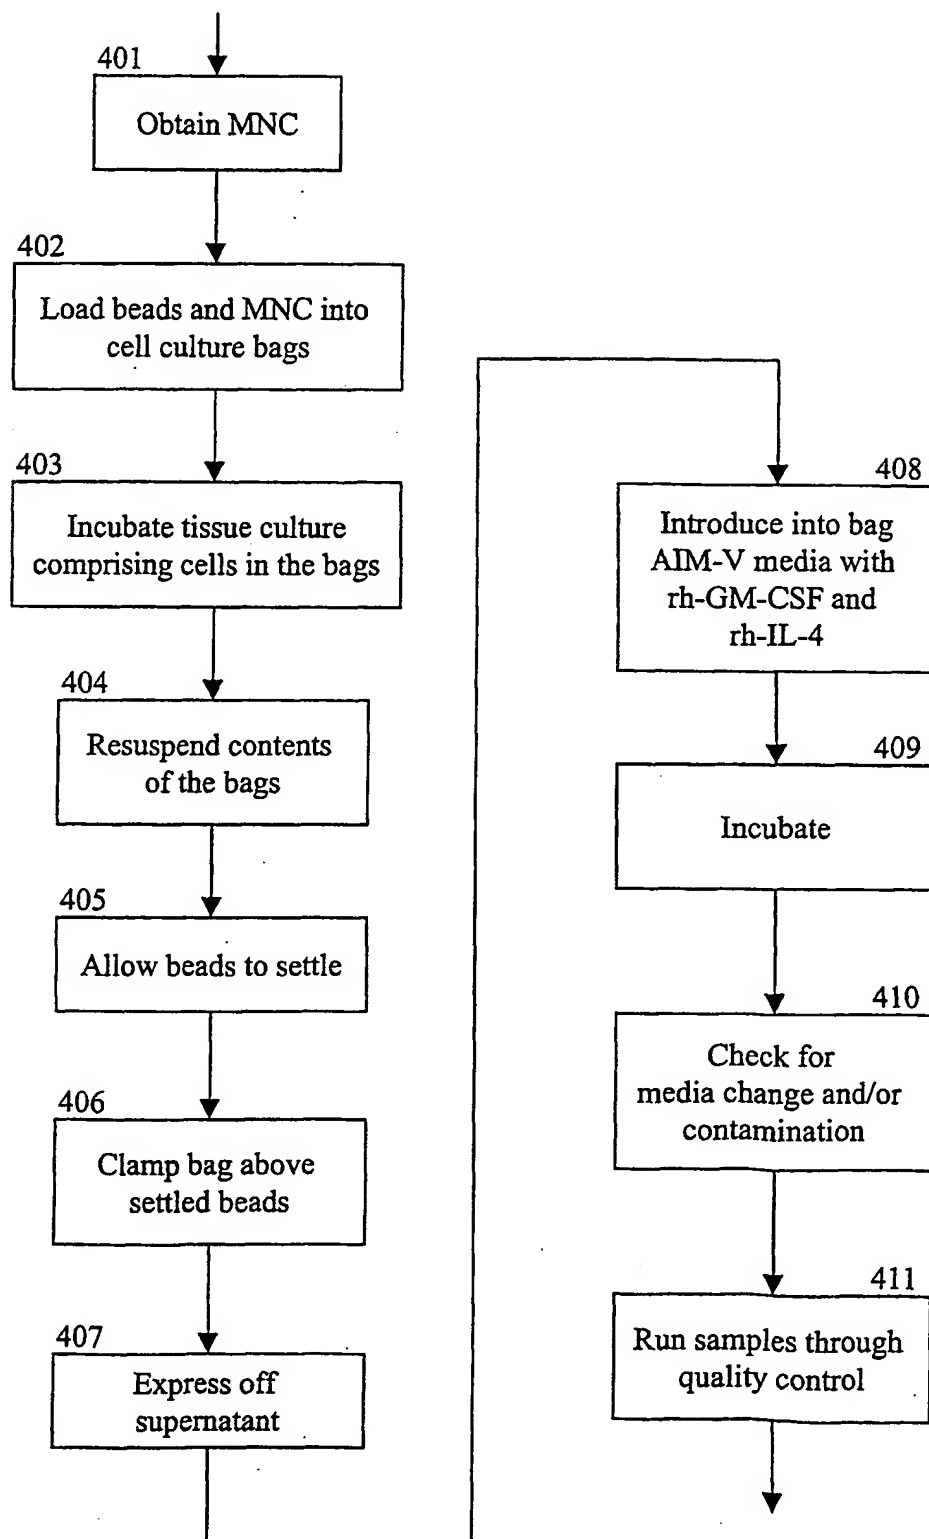 401
Obtain MNC
402
Load beads and MNC into
cell culture bags
403
Incubate tissue culture
comprising cells in the bags
404
Resuspend contents
of the bags
405
Allow beads to settle
406
Clamp bag above
settled beads
407
Express off
supernatant
408
Introduce into bag
AIM-V media with
rh-GM-CSF and
rh-IL-4
409
Incubate
410
Check for
media change and/or
contamination
411
Run samples through
quality control